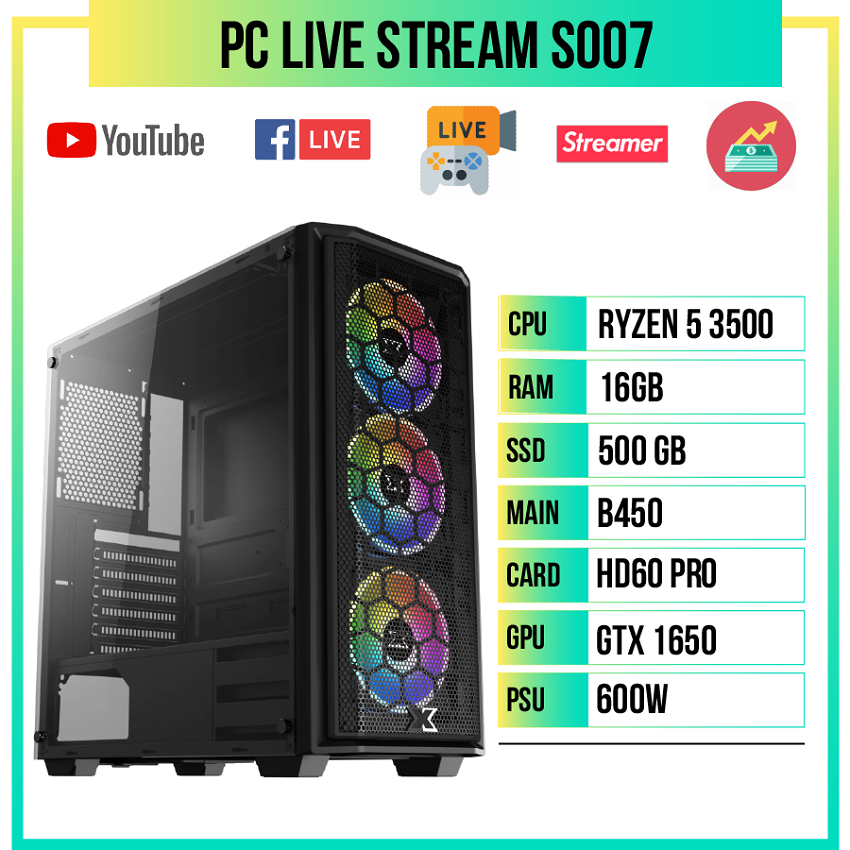 PC LIVE STREAM S007
YouTube
LIVE
LIVE
Streamer
CPU RYZEN 5 3500
RAM 16GB
SSD 500 GB
MAIN B450
CARD HD60 PRO
GPU GTX 1650
PSU 600W